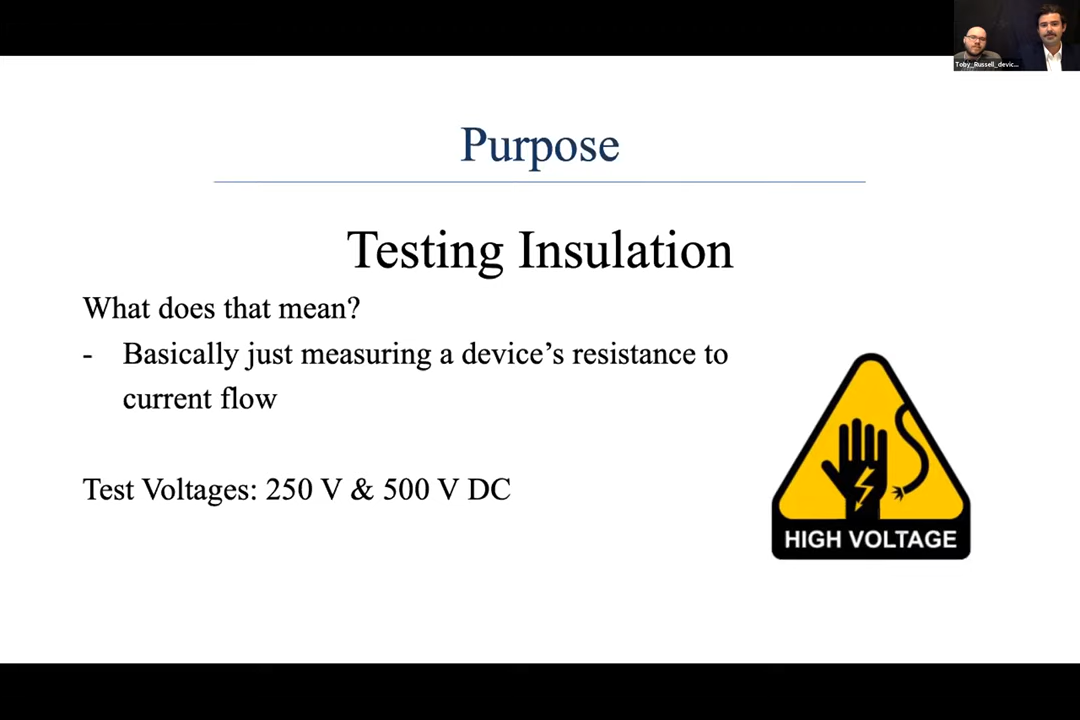 Toby_Russell_devic...
Purpose
Testing Insulation
What does that mean?
- Basically just measuring a device’s resistance to
current flow
Test Voltages: 250 V & 500 V DC
HIGH VOLTAGE